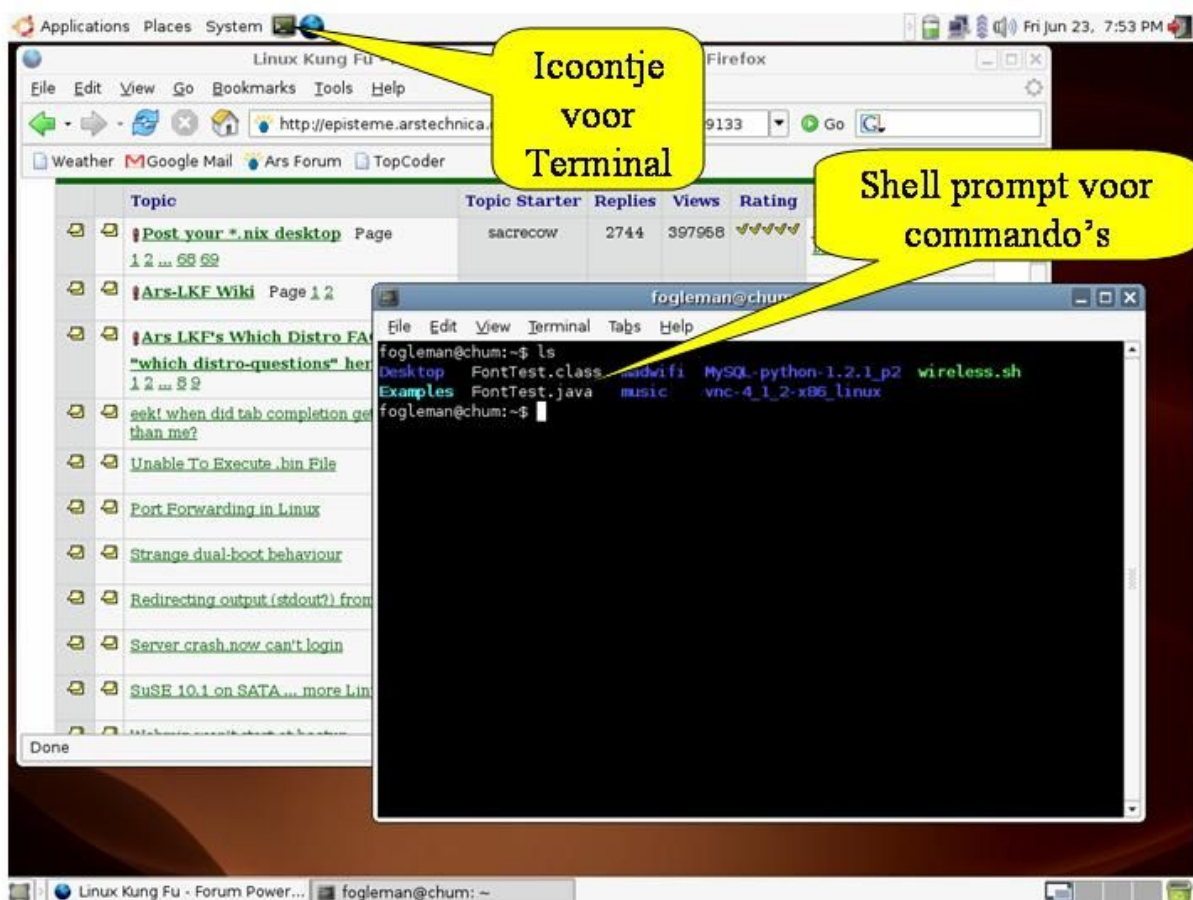 Applications Places System
Fri Jun 23, 7:53 PM
Linux Kung Fu
Firefox
File Edit View Go Bookmarks Tools Help
http://episteme.arstechnica.
9133
Go
Weather Google Mail Ars Forum TopCoder
Icoontje
voor
Terminal
Shell prompt voor
commando's
Topic Topic Starter Replies Views Rating
Post your *.nix desktop Page sacrecow 2744 397958
1 2 ... 68 69
Ars-LKF Wiki Page 1 2
Ars LKF's Which Distro
"which distro-questions"
1 2 ... 8 9
eek! when did tab completion
than me?
Unable To Execute .bin File
Port Forwarding in Linux
Strange dual-boot behaviour
Redirecting output (stdout?) from
Server crash,now can't login
SuSE 10.1 on SATA ... more
Done
fogleman@chum
File Edit View Terminal Tabs Help
fogleman@chum:~$ ls
Desktop FontTest.class madwifi MySQL-python-1.2.1_p2 wireless.sh
Examples FontTest.java music vnc-4_1_2-x86_linux
fogleman@chum:~$
Linux Kung Fu - Forum Power...
fogleman@chum: ~